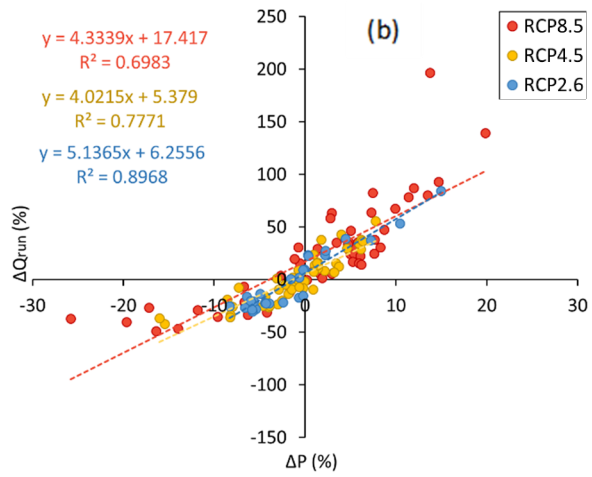 y = 4.3339x + 17.417
R² = 0.6983
y = 4.0215x + 5.379
R² = 0.7771
y = 5.1365x + 6.2556
R² = 0.8968
(b)
RCP8.5
RCP4.5
RCP2.6
250
200
150
100
50
0
-50
-100
-150
-30
-20
-10
0
10
20
30
ΔQrun (%)
ΔP (%)